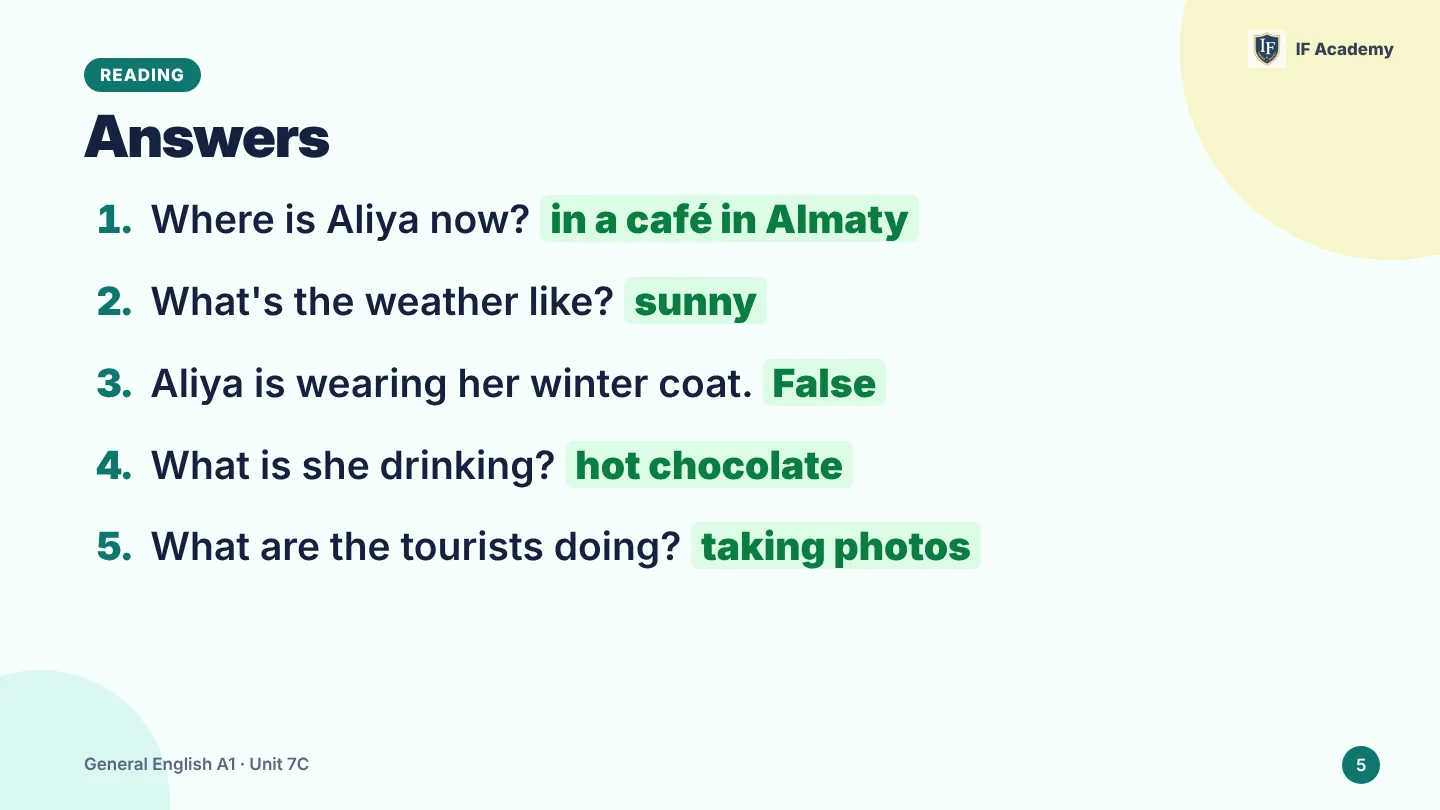 IF
IF Academy
READING
Answers
1. Where is Aliya now? in a café in Almaty
2. What's the weather like? sunny
3. Aliya is wearing her winter coat. False
4. What is she drinking? hot chocolate
5. What are the tourists doing? taking photos
General English A1 · Unit 7C
5